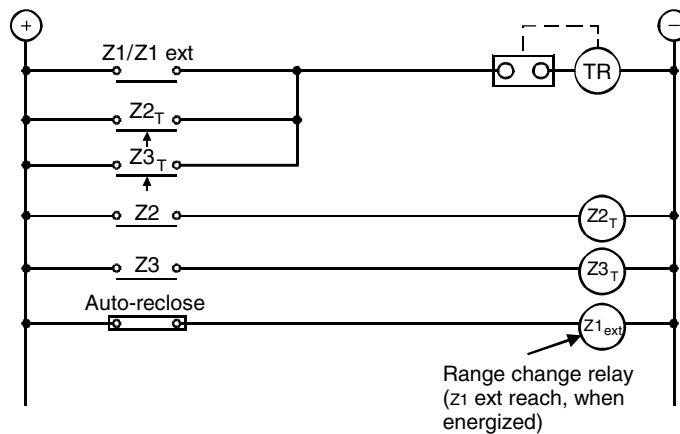 +
−
Z1/Z1 ext
TR
Z2T
Z3T
Z2
Z2T
Z3
Z3T
Auto-reclose
Z1ext
Range change relay
(Z1 ext reach, when
energized)